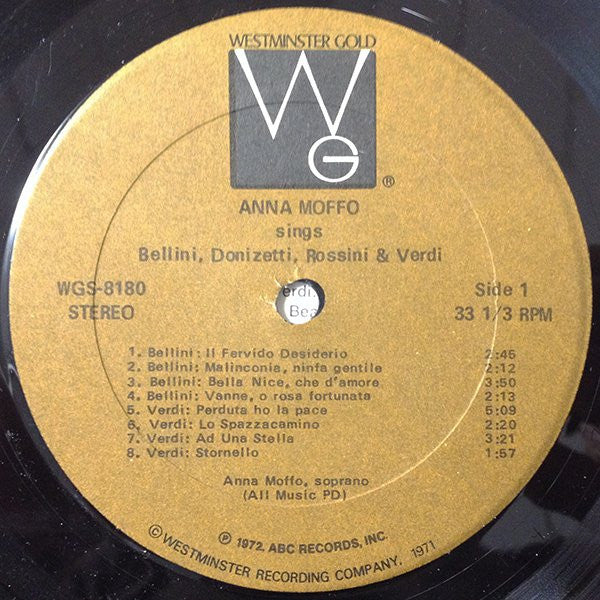 WESTMINSTER GOLD
WG
®
ANNA MOFFO
sings
Bellini, Donizetti, Rossini & Verdi
WGS-8180
STEREO
Side 1
33 1/3 RPM
1. Bellini: Il Fervido Desiderio 2:45
2. Bellini: Malinconia, ninfa gentile 2:12
3. Bellini: Bella Nice, che d'amore 3:50
4. Bellini: Vanne, o rosa fortunata 2:13
5. Verdi: Perduta ho la pace 5:09
6. Verdi: Lo Spazzacamino 2:20
7. Verdi: Ad Una Stella 3:21
8. Verdi: Stornello 1:57
Anna Moffo, soprano
(All Music PD)
℗ 1972, ABC RECORDS, INC.
© WESTMINSTER RECORDING COMPANY, 1971